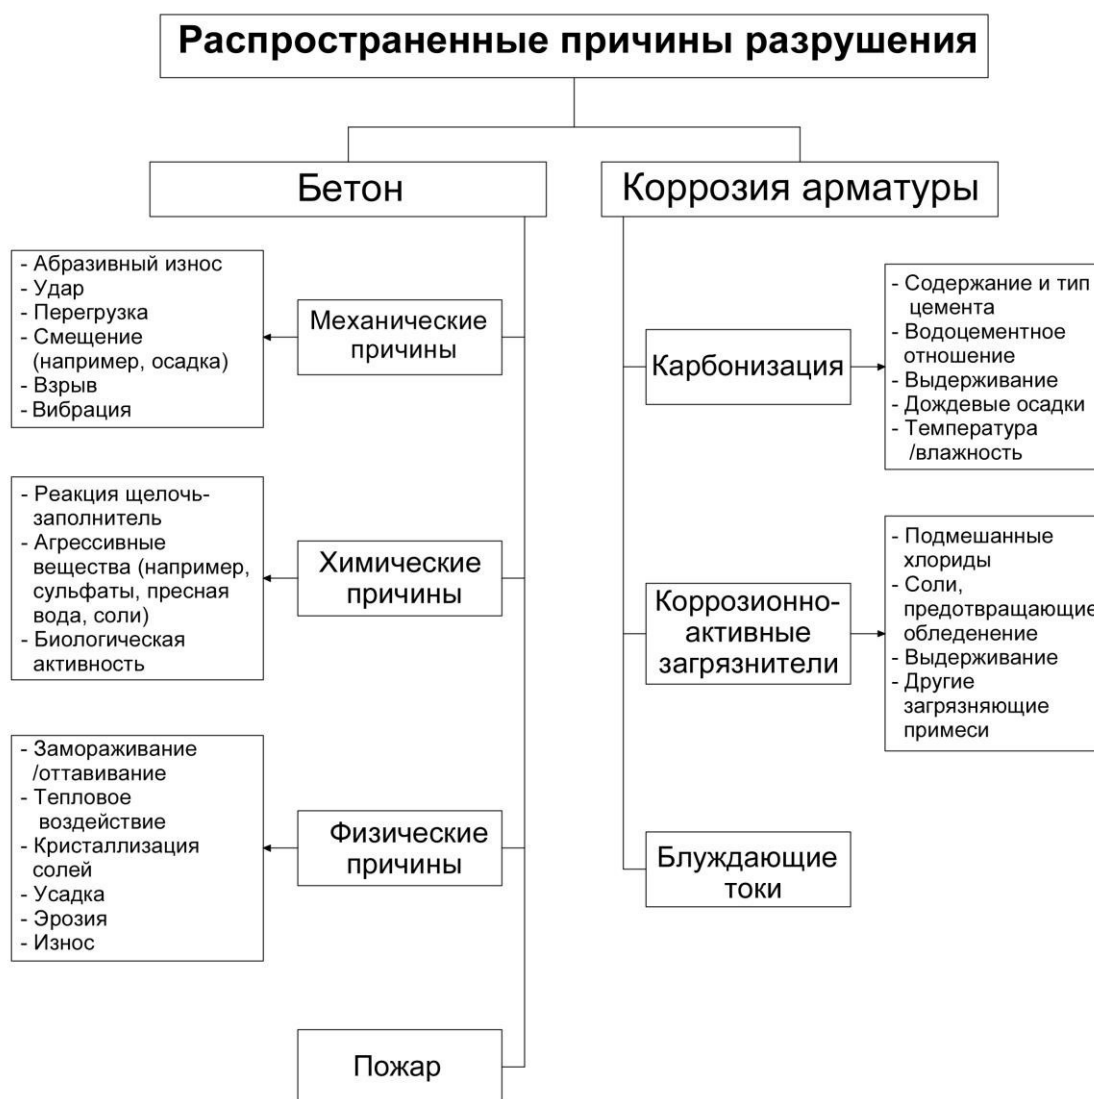 Распространенные причины разрушения
Бетон
Механические
причины
- Абразивный износ
- Удар
- Перегрузка
- Смещение
(например, осадка)
- Взрыв
- Вибрация
Химические
причины
- Реакция щелочь-
заполнитель
- Агрессивные
вещества (например,
сульфаты, пресная
вода, соли)
- Биологическая
активность
Физические
причины
- Замораживание
/оттавивание
- Тепловое
воздействие
- Кристаллизация
солей
- Усадка
- Эрозия
- Износ
Пожар
Коррозия арматуры
Карбонизация
- Содержание и тип
цемента
- Водоцементное
отношение
- Выдерживание
- Дождевые осадки
- Температура
/влажность
Коррозионно-
активные
загрязнители
- Подмешанные
хлориды
- Соли,
предотвращающие
обледенение
- Выдерживание
- Другие
загрязняющие
примеси
Блуждающие
токи